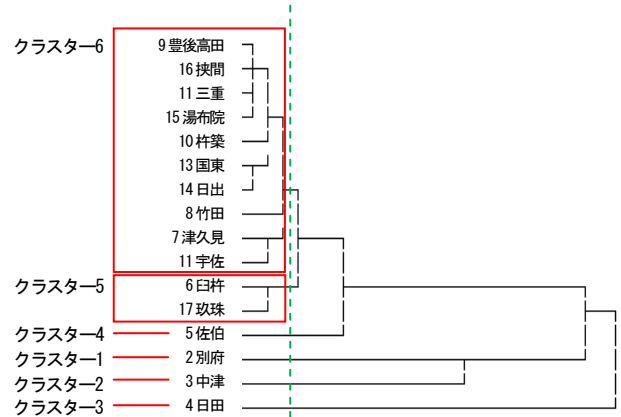 クラスター6
9 豊後高田
16 挟間
11 三重
15 湯布院
10 杵築
13 国東
14 日出
8 竹田
7 津久見
11 宇佐
クラスター5
6 臼杵
17 玖珠
クラスター4
5 佐伯
クラスター1
2 別府
クラスター2
3 中津
クラスター3
4 日田